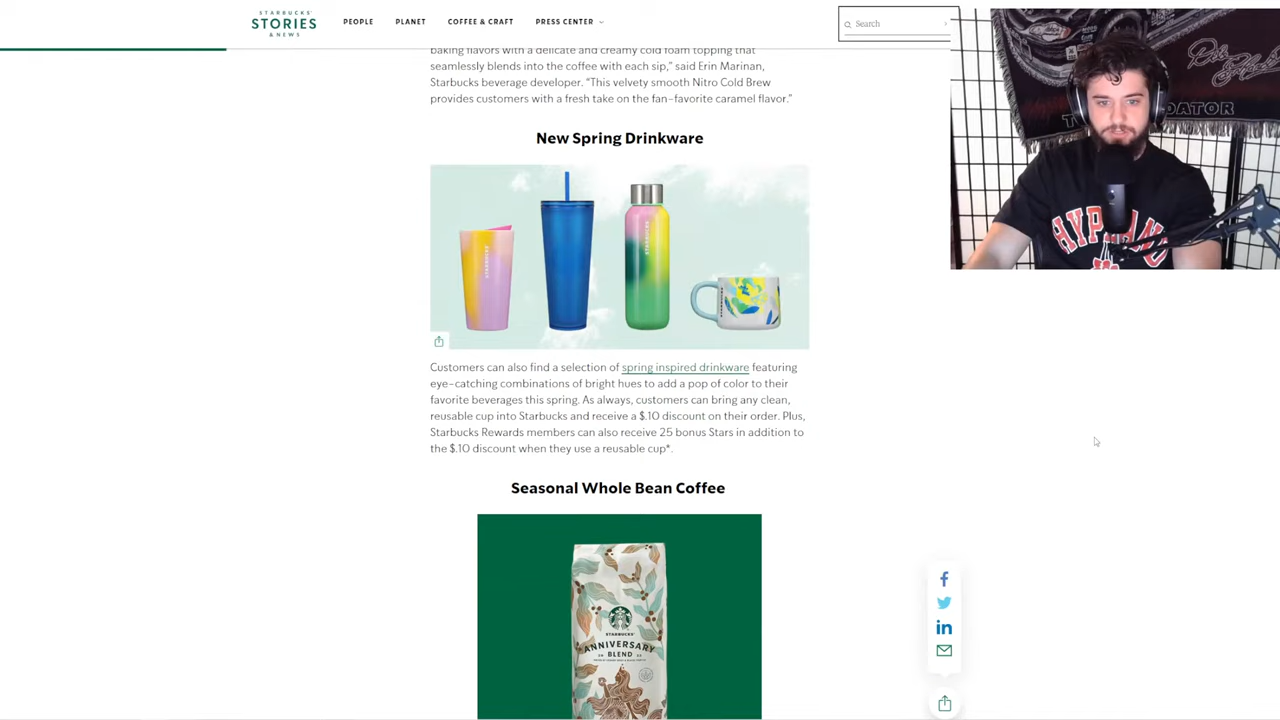 STARBUCKS
STORIES
& NEWS
PEOPLE
PLANET
COFFEE & CRAFT
PRESS CENTER
Search
baking flavors with a delicate and creamy cold foam topping that
seamlessly blends into the coffee with each sip,” said Erin Marinan,
Starbucks beverage developer. “This velvety smooth Nitro Cold Brew
provides customers with a fresh take on the fan-favorite caramel flavor.”
New Spring Drinkware
STARBUCKS
STARBUCKS
Customers can also find a selection of spring inspired drinkware featuring
eye-catching combinations of bright hues to add a pop of color to their
favorite beverages this spring. As always, customers can bring any clean,
reusable cup into Starbucks and receive a $.10 discount on their order. Plus,
Starbucks Rewards members can also receive 25 bonus Stars in addition to
the $.10 discount when they use a reusable cup*.
Seasonal Whole Bean Coffee
STARBUCKS
ANNIVERSARY
BLEND
f
in